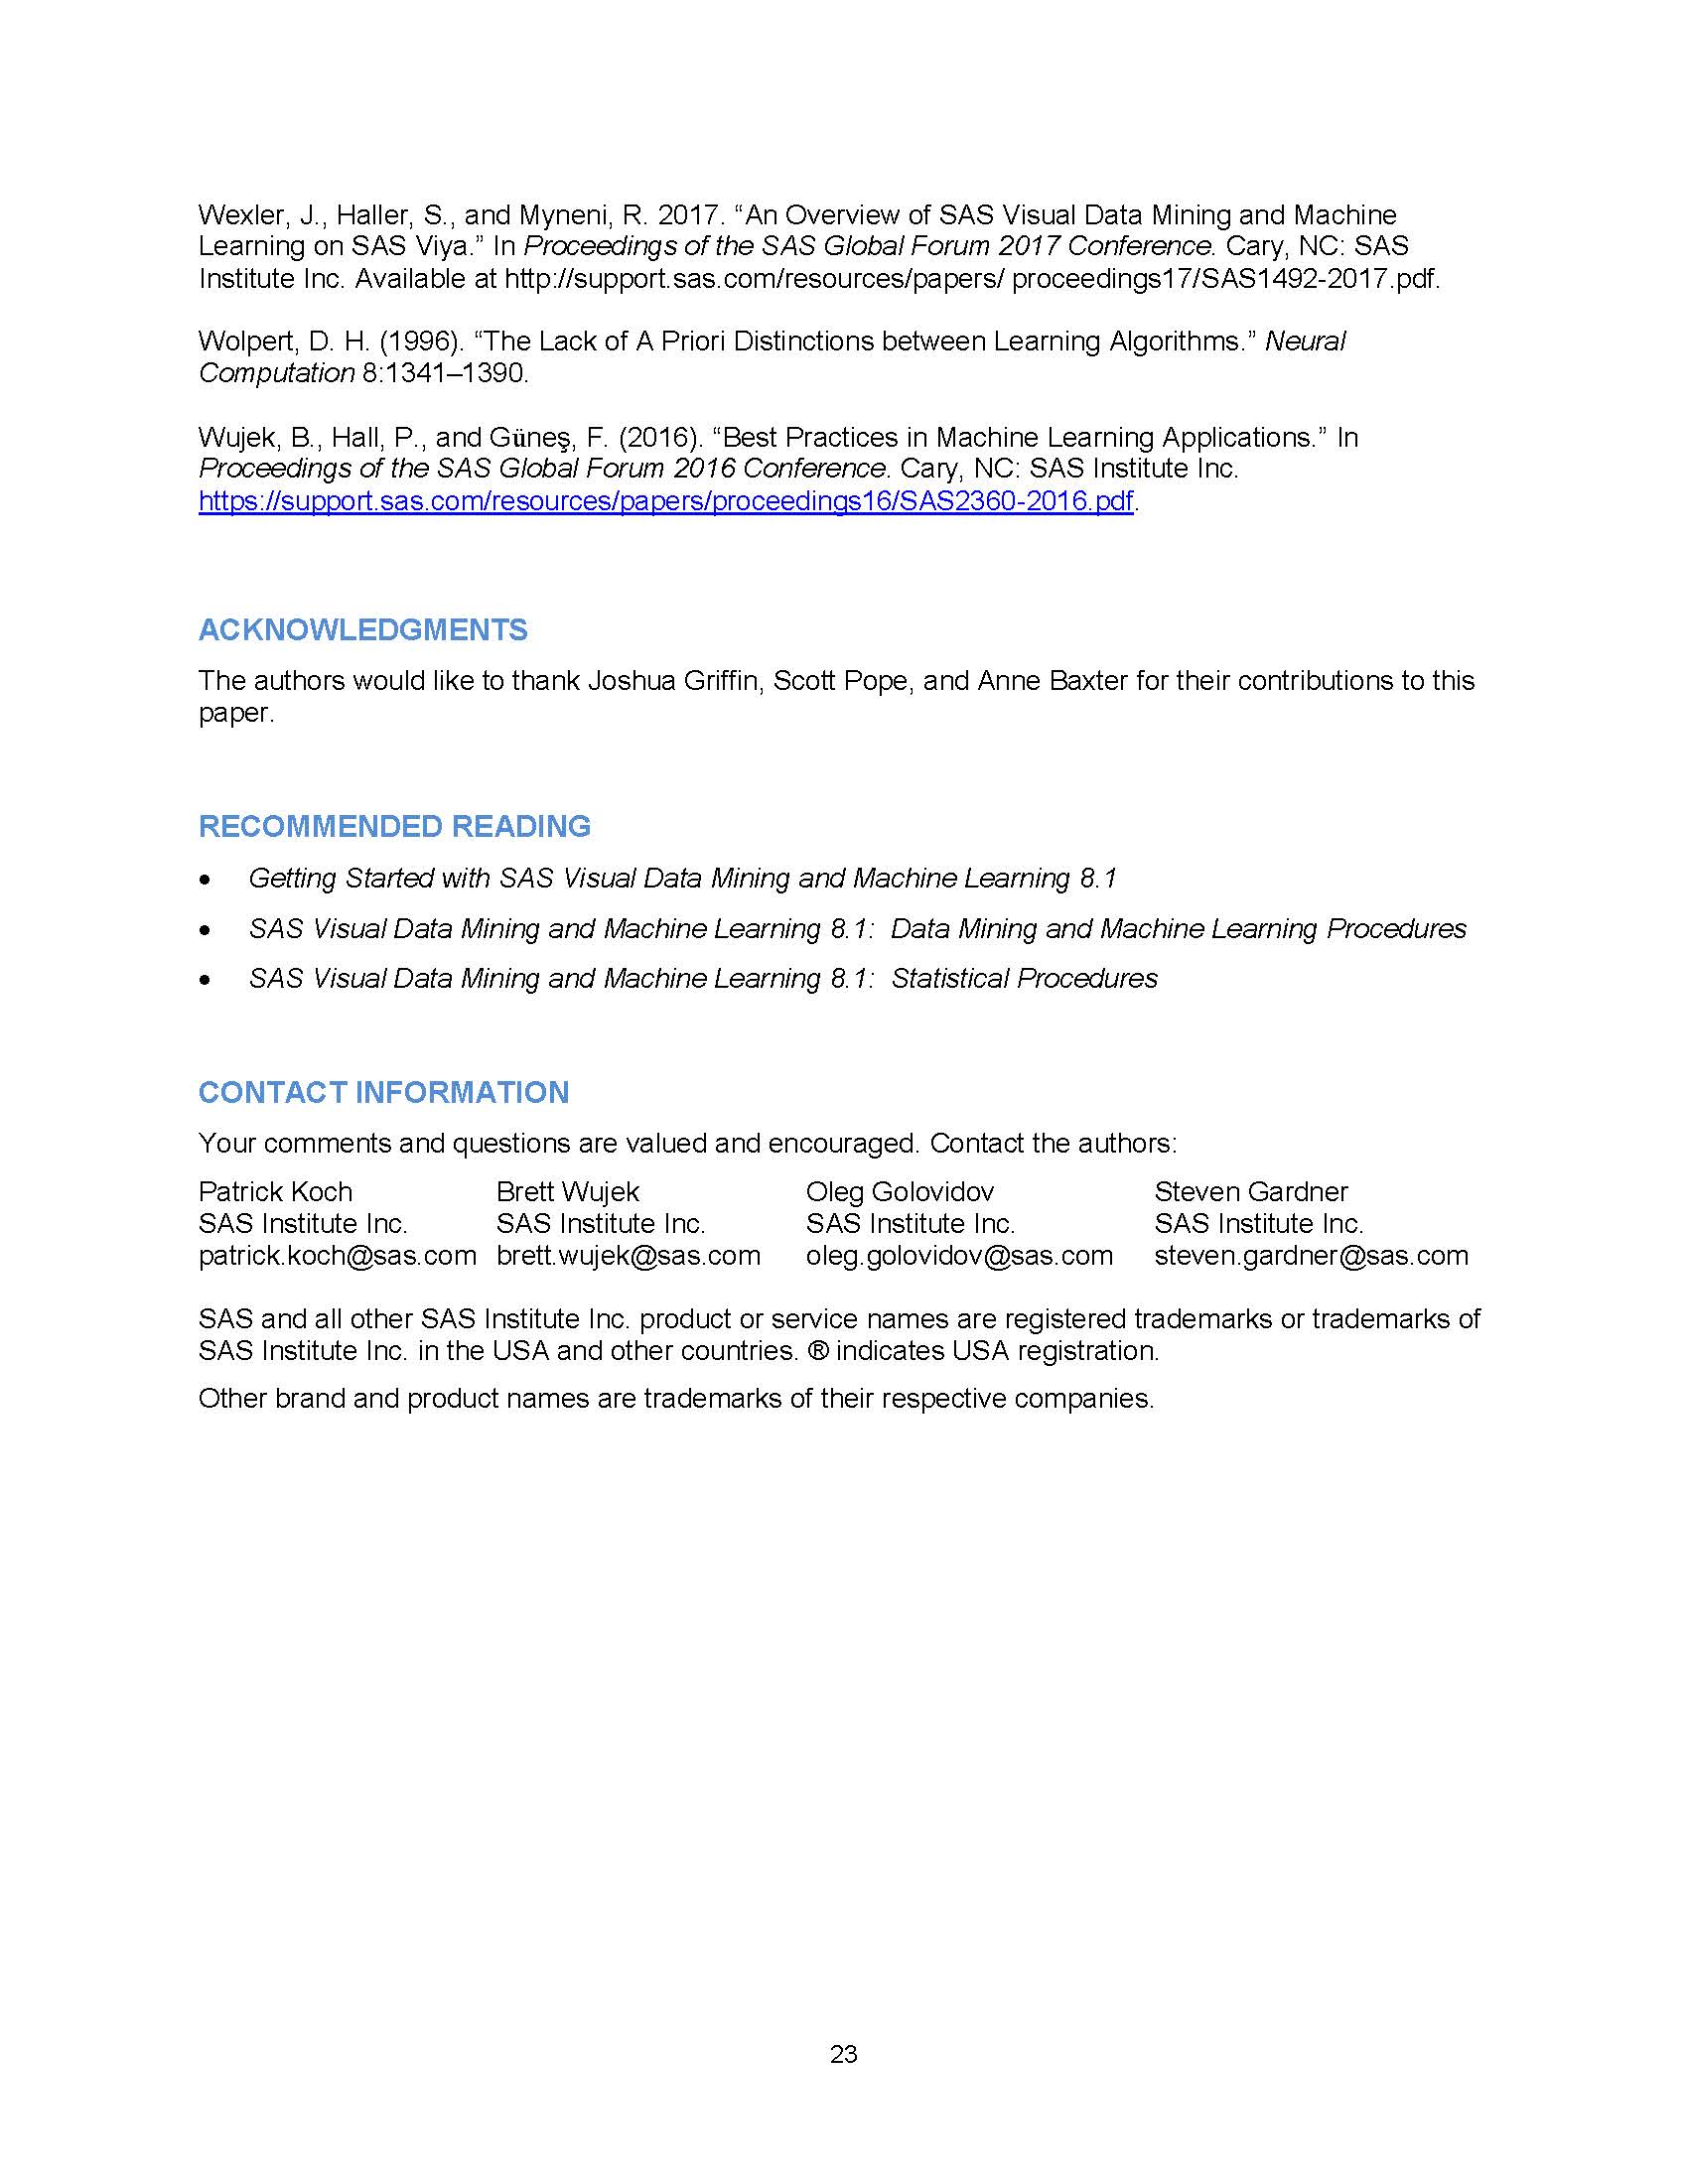 Wexler, J., Haller, S., and Myneni, R. 2017. “An Overview of SAS Visual Data Mining and Machine
Learning on SAS Viya.” In Proceedings of the SAS Global Forum 2017 Conference. Cary, NC: SAS
Institute Inc. Available at http://support.sas.com/resources/papers/ proceedings17/SAS1492-2017.pdf.
Wolpert, D. H. (1996). “The Lack of A Priori Distinctions between Learning Algorithms.” Neural
Computation 8:1341–1390.
Wujek, B., Hall, P., and Güneş, F. (2016). “Best Practices in Machine Learning Applications.” In
Proceedings of the SAS Global Forum 2016 Conference. Cary, NC: SAS Institute Inc.
https://support.sas.com/resources/papers/proceedings16/SAS2360-2016.pdf.
ACKNOWLEDGMENTS
The authors would like to thank Joshua Griffin, Scott Pope, and Anne Baxter for their contributions to this
paper.
RECOMMENDED READING
• Getting Started with SAS Visual Data Mining and Machine Learning 8.1
• SAS Visual Data Mining and Machine Learning 8.1: Data Mining and Machine Learning Procedures
• SAS Visual Data Mining and Machine Learning 8.1: Statistical Procedures
CONTACT INFORMATION
Your comments and questions are valued and encouraged. Contact the authors:
Patrick Koch Brett Wujek Oleg Golovidov Steven Gardner
SAS Institute Inc. SAS Institute Inc. SAS Institute Inc. SAS Institute Inc.
patrick.koch@sas.com brett.wujek@sas.com oleg.golovidov@sas.com steven.gardner@sas.com
SAS and all other SAS Institute Inc. product or service names are registered trademarks or trademarks of
SAS Institute Inc. in the USA and other countries. ® indicates USA registration.
Other brand and product names are trademarks of their respective companies.
23